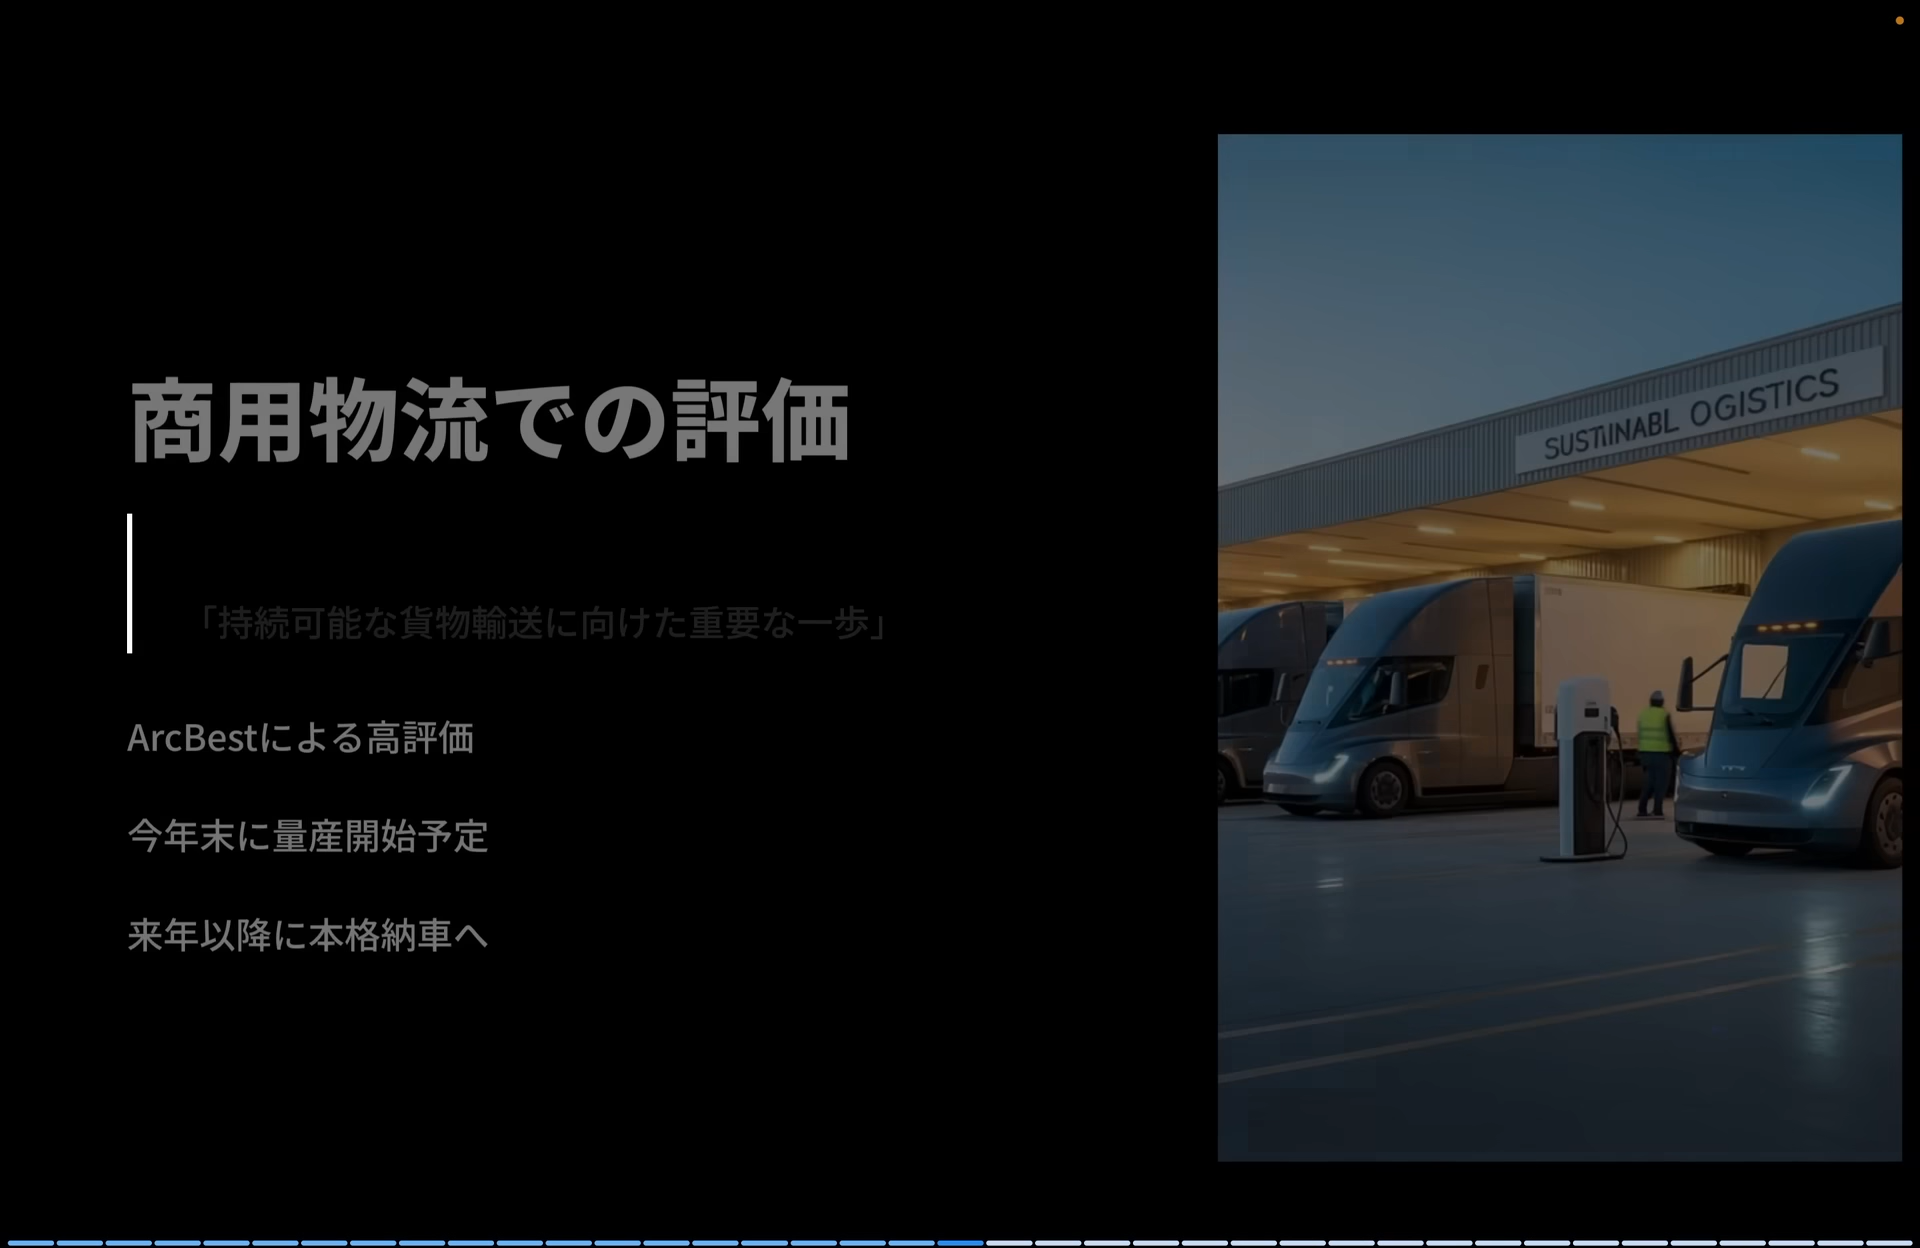 商用物流での評価
「持続可能な貨物輸送に向けた重要な一歩」
ArcBestによる高評価
今年末に量産開始予定
来年以降に本格納車へ
SUSTAINABL OGISTICS